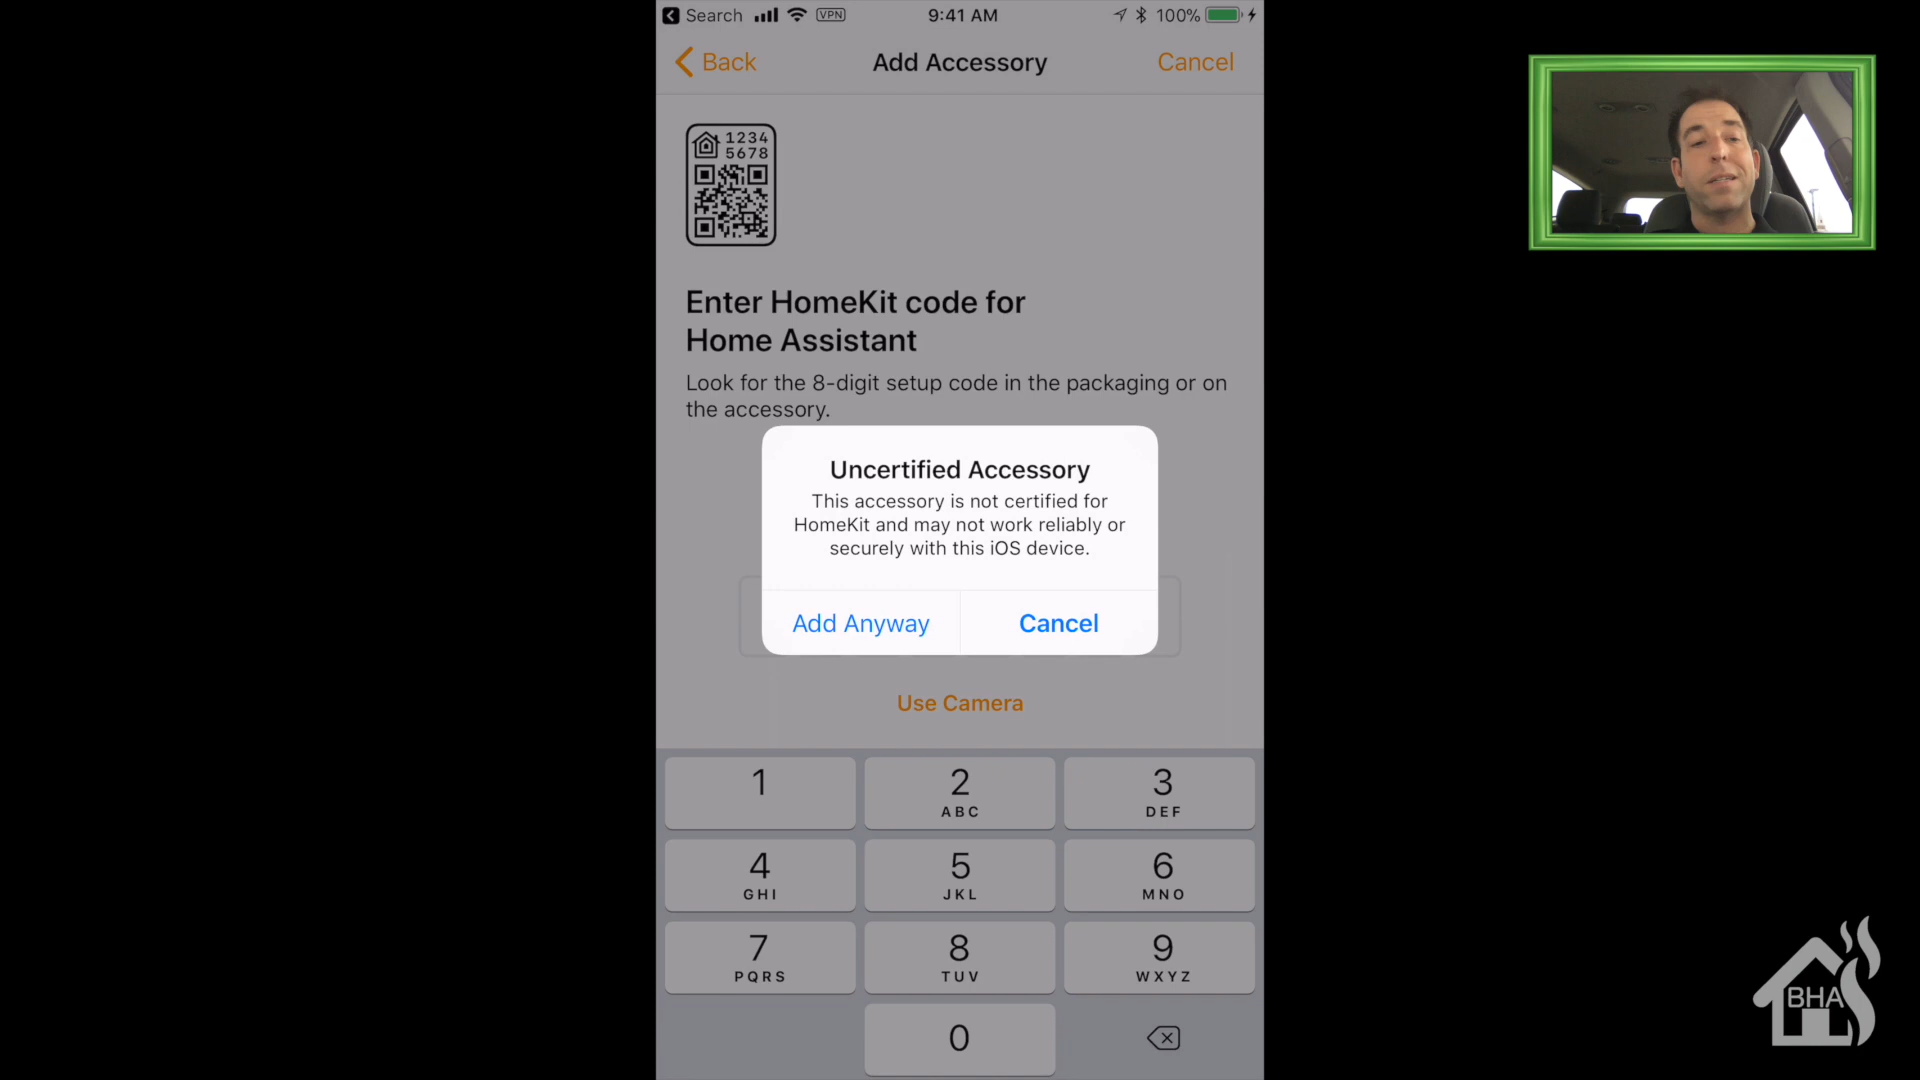 Search VPN 9:41 AM 100%
Back Add Accessory Cancel
1234
5678
Enter HomeKit code for
Home Assistant
Look for the 8-digit setup code in the packaging or on
the accessory.
Uncertified Accessory
This accessory is not certified for
HomeKit and may not work reliably or
securely with this iOS device.
Add Anyway Cancel
Use Camera
1 2 3
ABC DEF
4 5 6
GHI JKL MNO
7 8 9
PQRS TUV WXYZ
0
BHA